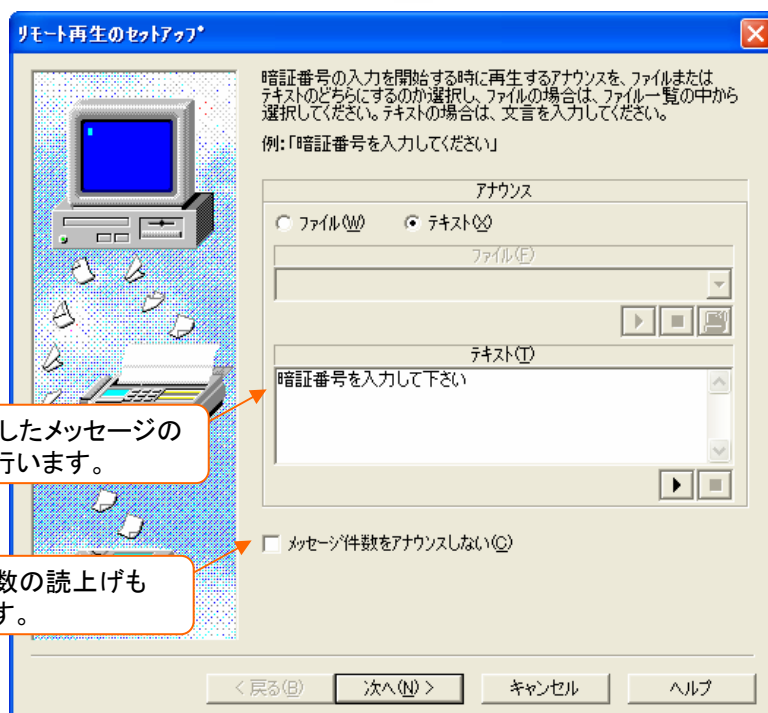 リモート再生のセットアップ
暗証番号の入力を開始する時に再生するアナウンスを、ファイルまたは
テキストのどちらにするのか選択し、ファイルの場合は、ファイル一覧の中から
選択してください。テキストの場合は、文言を入力してください。
例:「暗証番号を入力してください」
アナウンス
ファイル(W) テキスト(X)
ファイル(F)
テキスト(T)
暗証番号を入力して下さい
したメッセージの
行います。
メッセージ件数をアナウンスしない(C)
数の読上げも
す。
< 戻る(B) 次へ(N) > キャンセル ヘルプ